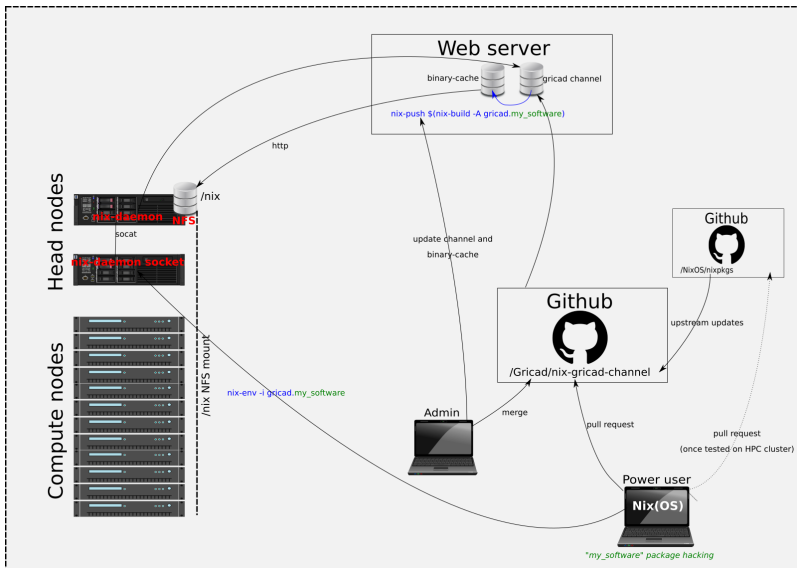 Web server
binary-cache
gricad channel
nix-push $(nix-build -A gricad.my_software)
http
Head nodes
/nix
nix-daemon
NFS
socat
nix-daemon socket
update channel and
binary-cache
Github
/NixOS/nixpkgs
Github
/Gricad/nix-gricad-channel
upstream updates
Compute nodes
/nix NFS mount
nix-env -i gricad.my_software
Admin
merge
pull request
pull request
(once tested on HPC cluster)
Power user
Nix(OS)
"my_software" package hacking